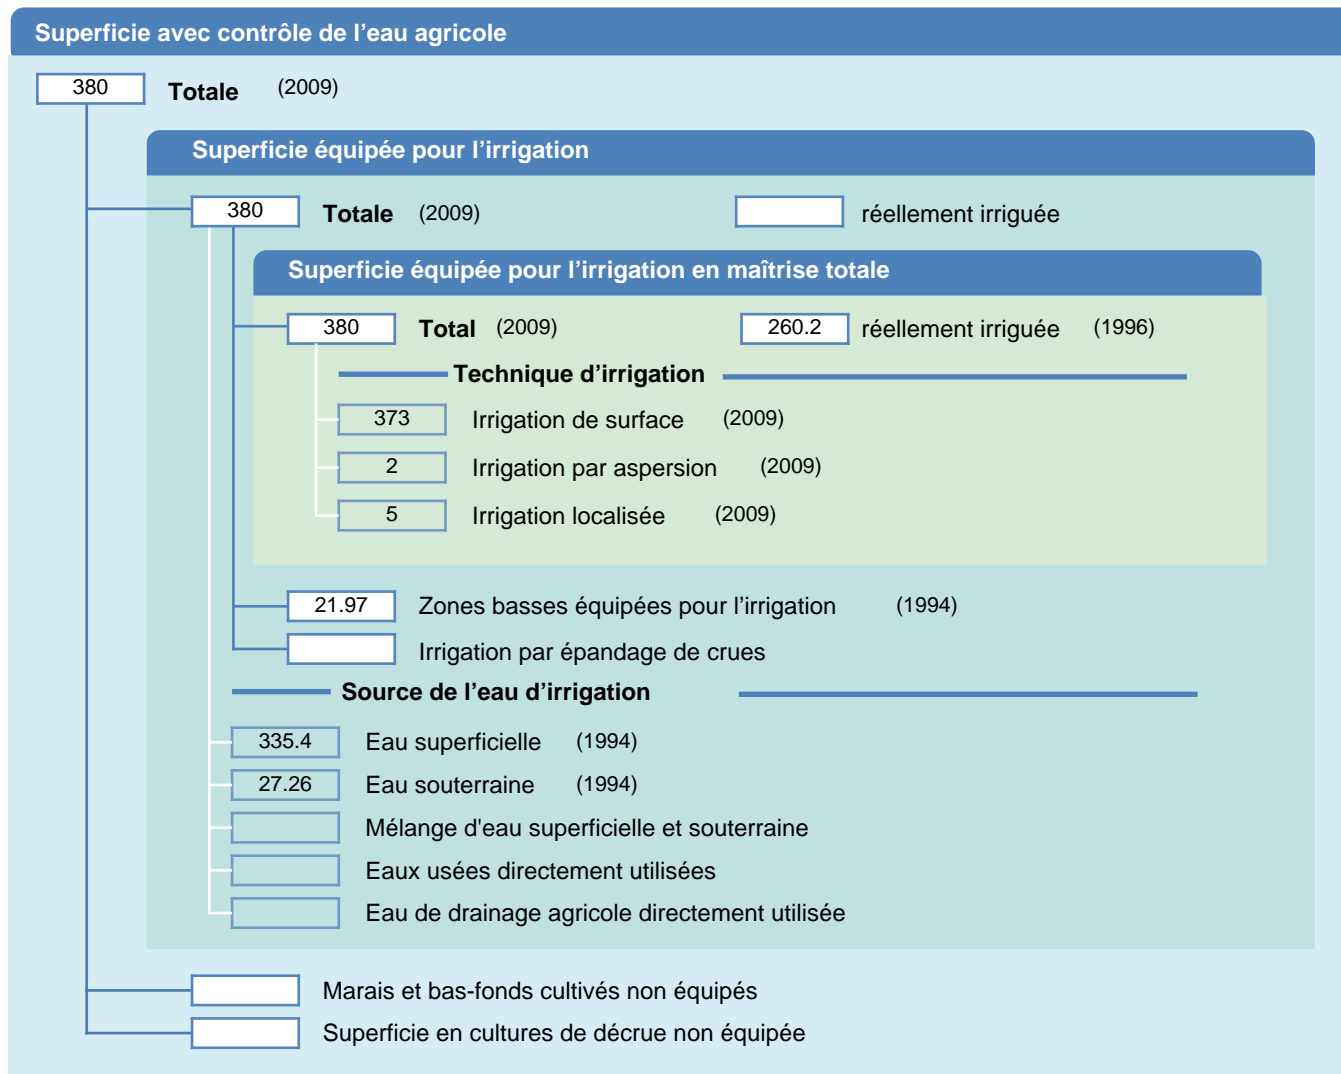 Superficie avec contrôle de l’eau agricole
380 Totale (2009)
Superficie équipée pour l’irrigation
380 Totale (2009) réellement irriguée
Superficie équipée pour l’irrigation en maîtrise totale
380 Total (2009) 260.2 réellement irriguée (1996)
Technique d’irrigation
373 Irrigation de surface (2009)
2 Irrigation par aspersion (2009)
5 Irrigation localisée (2009)
21.97 Zones basses équipées pour l’irrigation (1994)
Irrigation par épandage de crues
Source de l’eau d’irrigation
335.4 Eau superficielle (1994)
27.26 Eau souterraine (1994)
Mélange d'eau superficielle et souterraine
Eaux usées directement utilisées
Eau de drainage agricole directement utilisée
Marais et bas-fonds cultivés non équipés
Superficie en cultures de décrue non équipée